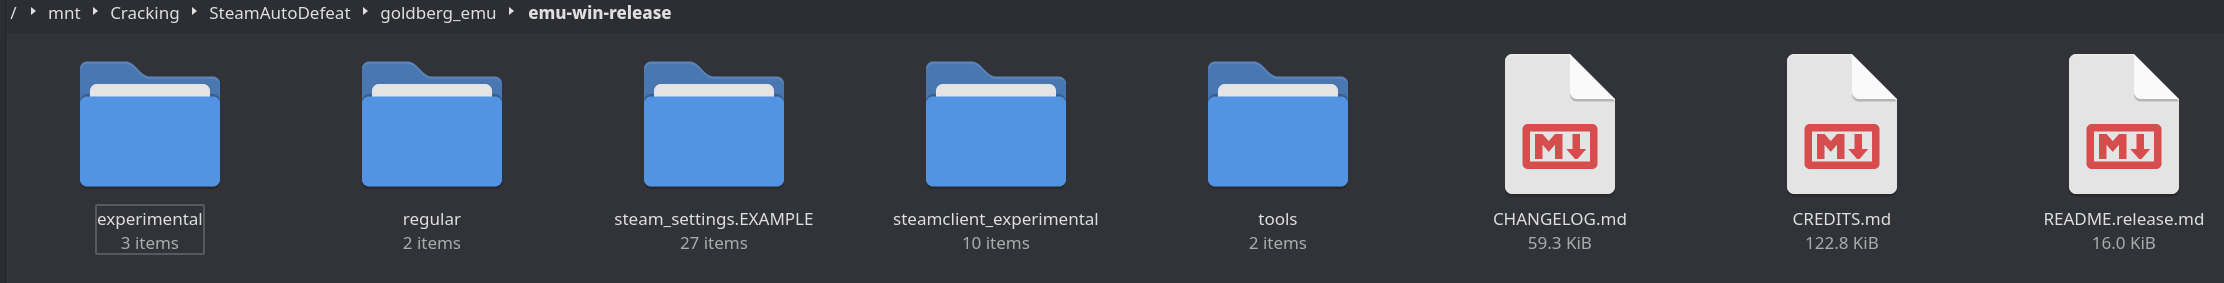 / mnt Cracking SteamAutoDefeat goldberg_emu emu-win-release
experimental
3 items
regular
2 items
steam_settings.EXAMPLE
27 items
steamclient_experimental
10 items
tools
2 items
M
CHANGELOG.md
59.3 KiB
M
CREDITS.md
122.8 KiB
M
README.release.md
16.0 KiB